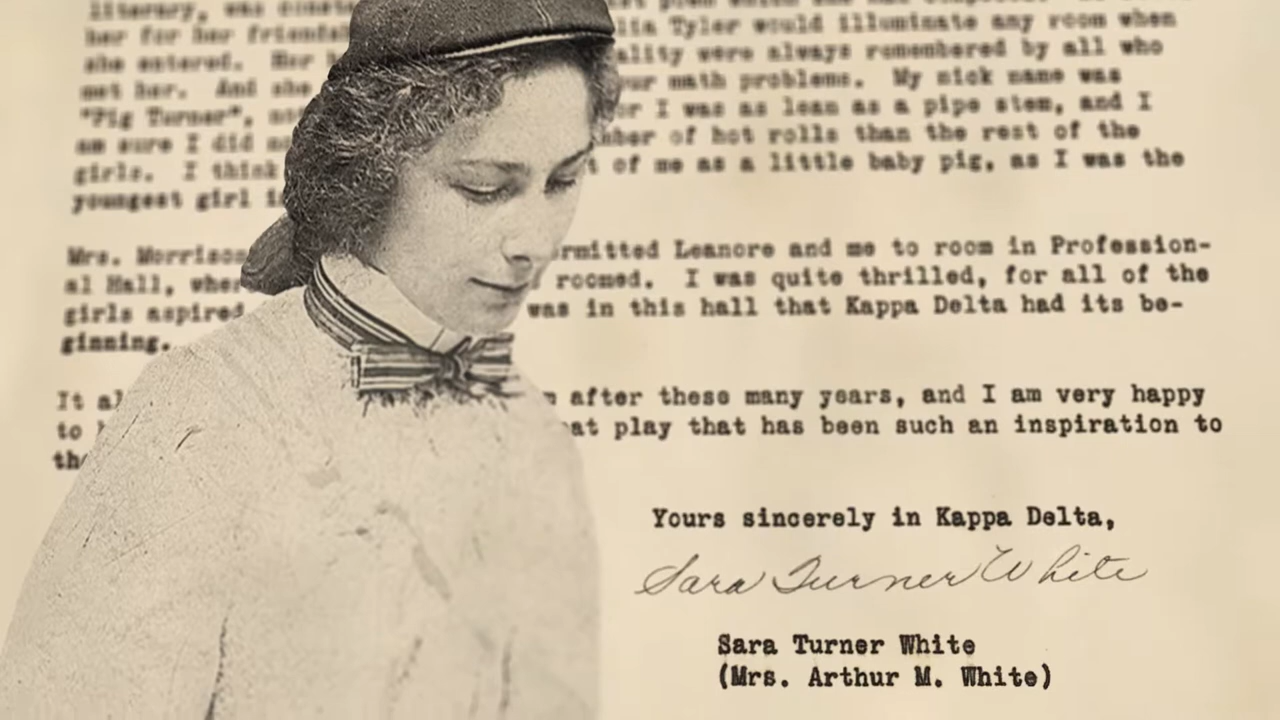 literary, was
her for her friends lia Tyler would illuminate any room when
she entered. Her ality were always remembered by all who
met her. And she our math problems. My nick name was
"Pig Turner", no or I was as lean as a pipe stem, and I
am sure I did number of hot rolls than the rest of the
girls. I think t of me as a little baby pig, as I was the
youngest girl i
Mrs. Morrison rmitted Leanore and me to room in Profession-
al Hall, wher roomed. I was quite thrilled, for all of the
girls aspired was in this hall that Kappa Delta had its be-
ginning.
It al after these many years, and I am very happy
to at play that has been such an inspiration to
th
Yours sincerely in Kappa Delta,
Sara Turner White
Sara Turner White
(Mrs. Arthur M. White)